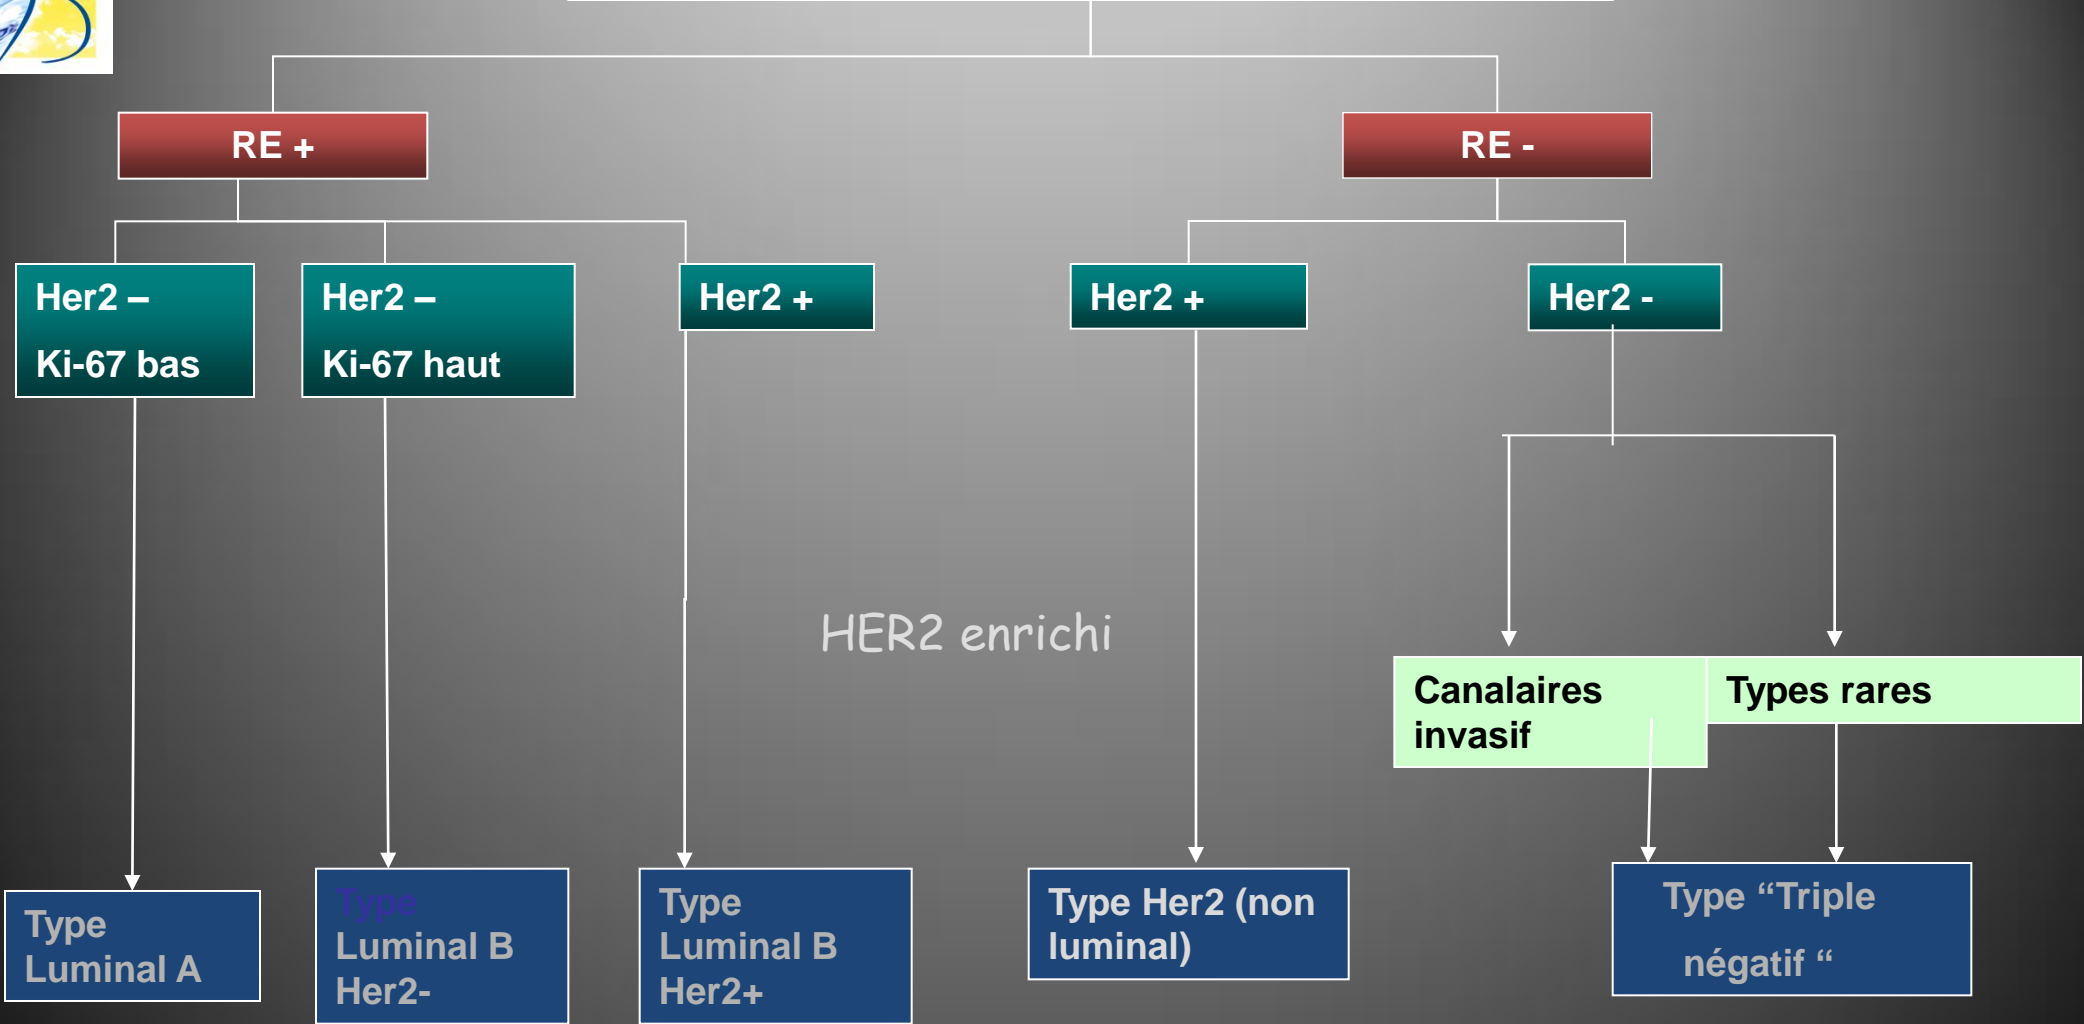 RE +
RE -
Her2 –
Ki-67 bas
Her2 –
Ki-67 haut
Her2 +
Her2 +
Her2 -
HER2 enrichi
Canalaires
invasif
Types rares
Type
Luminal A
Type
Luminal B
Her2-
Type
Luminal B
Her2+
Type Her2 (non
luminal)
Type “Triple
négatif “